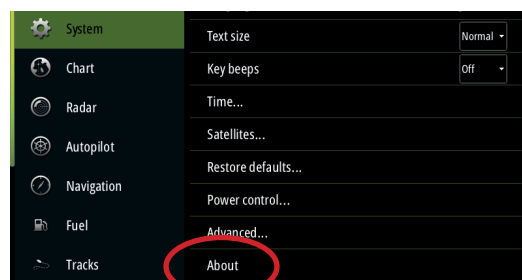 System
Chart
Radar
Autopilot
Navigation
Fuel
Tracks
Text size Normal
Key beeps Off
Time...
Satellites...
Restore defaults...
Power control...
Advanced...
About